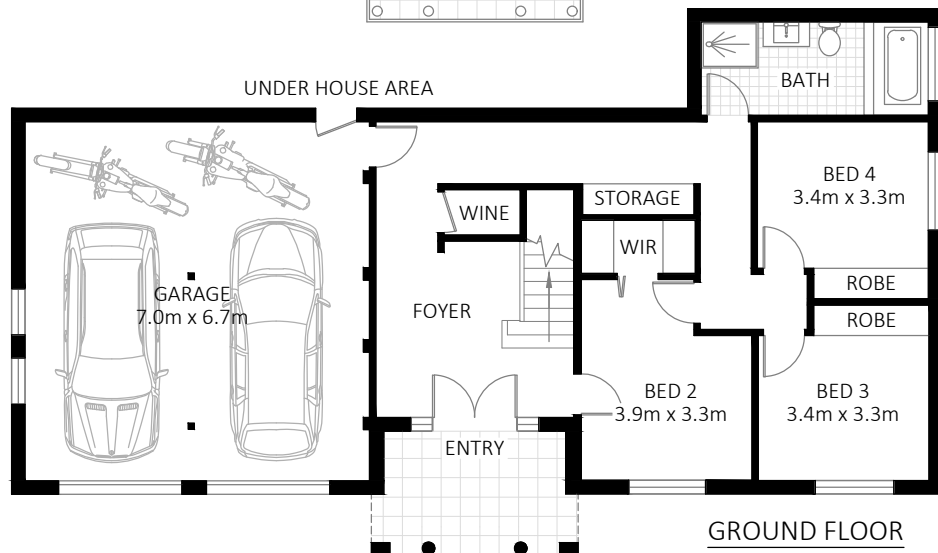 UNDER HOUSE AREA
BATH
BED 4
3.4m x 3.3m
STORAGE
WINE
WIR
ROBE
GARAGE
7.0m x 6.7m
FOYER
ROBE
BED 2
3.9m x 3.3m
BED 3
3.4m x 3.3m
ENTRY
GROUND FLOOR